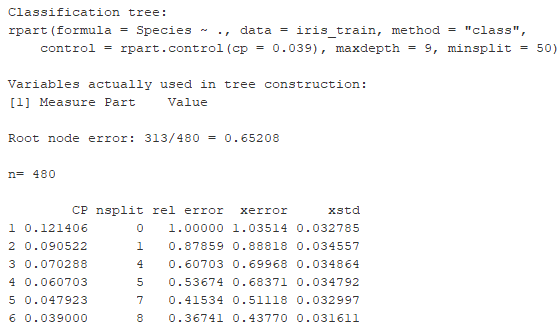 Classification tree:
rpart(formula = Species ~ ., data = iris_train, method = "class",
    control = rpart.control(cp = 0.039), maxdepth = 9, minsplit = 50)

Variables actually used in tree construction:
[1] Measure Part    Value

Root node error: 313/480 = 0.65208

n= 480

        CP nsplit rel error  xerror     xstd
1 0.121406      0   1.00000 1.03514 0.032785
2 0.090522      1   0.87859 0.88818 0.034557
3 0.070288      4   0.60703 0.69968 0.034864
4 0.060703      5   0.53674 0.68371 0.034792
5 0.047923      7   0.41534 0.51118 0.032997
6 0.039000      8   0.36741 0.43770 0.031611